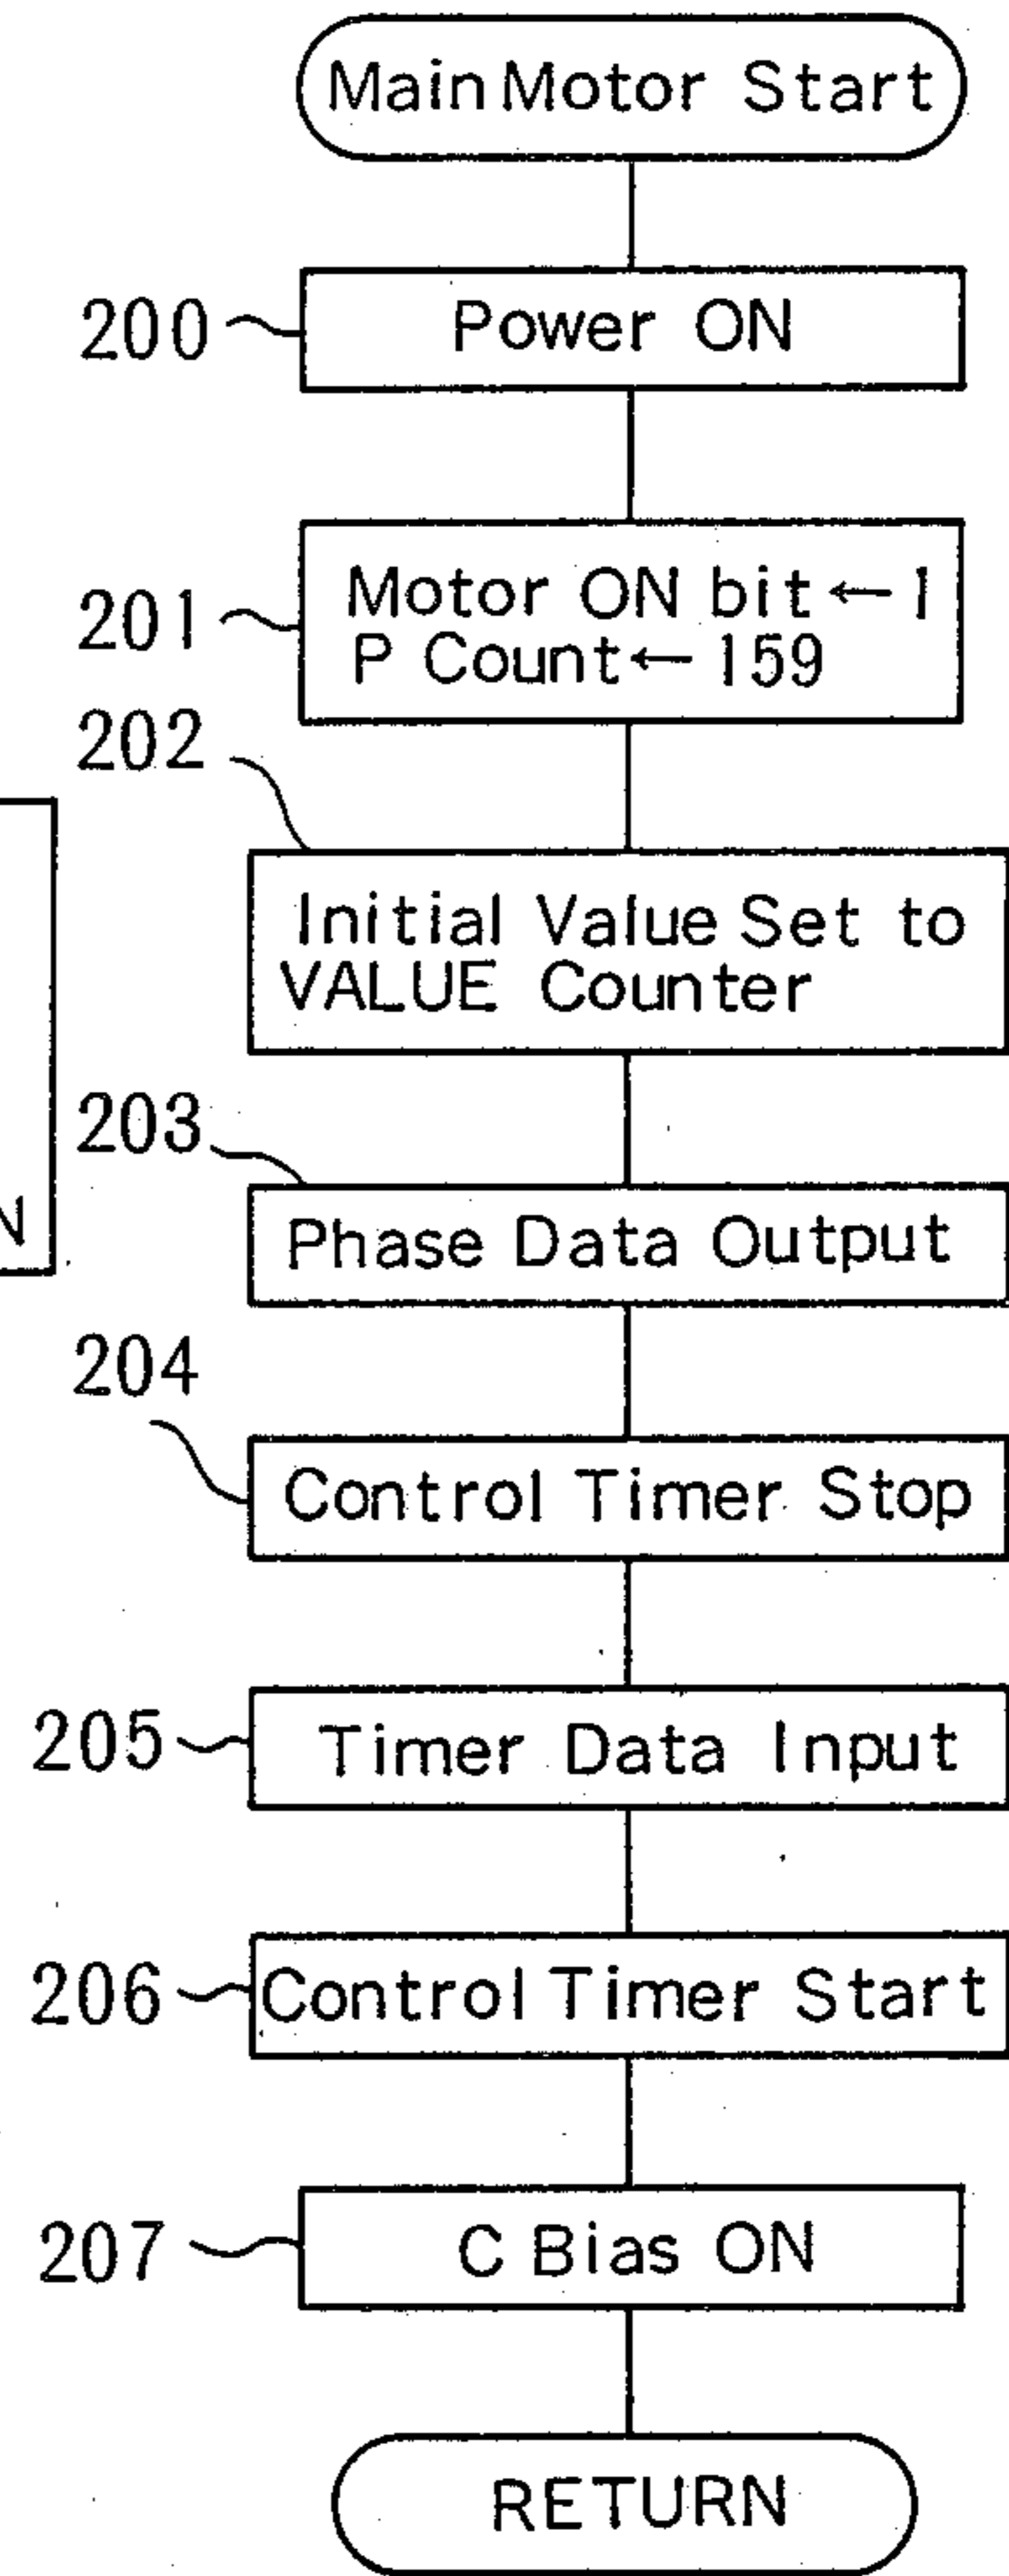 Main Motor Start
200
Power ON
201
Motor ON bit ← 1
P Count ← 159
202
Initial Value Set to
VALUE Counter
203
Phase Data Output
N
204
Control Timer Stop
205
Timer Data Input
206
Control Timer Start
207
C Bias ON
RETURN